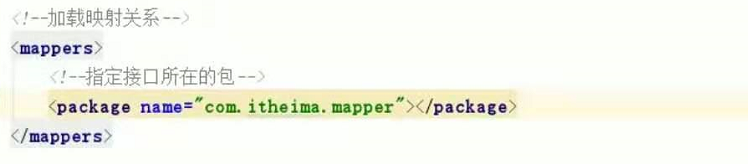 <!--加载映射关系-->
<mappers>
<!--指定接口所在的包-->
<package name="com.itheima.mapper"></package>
</mappers>